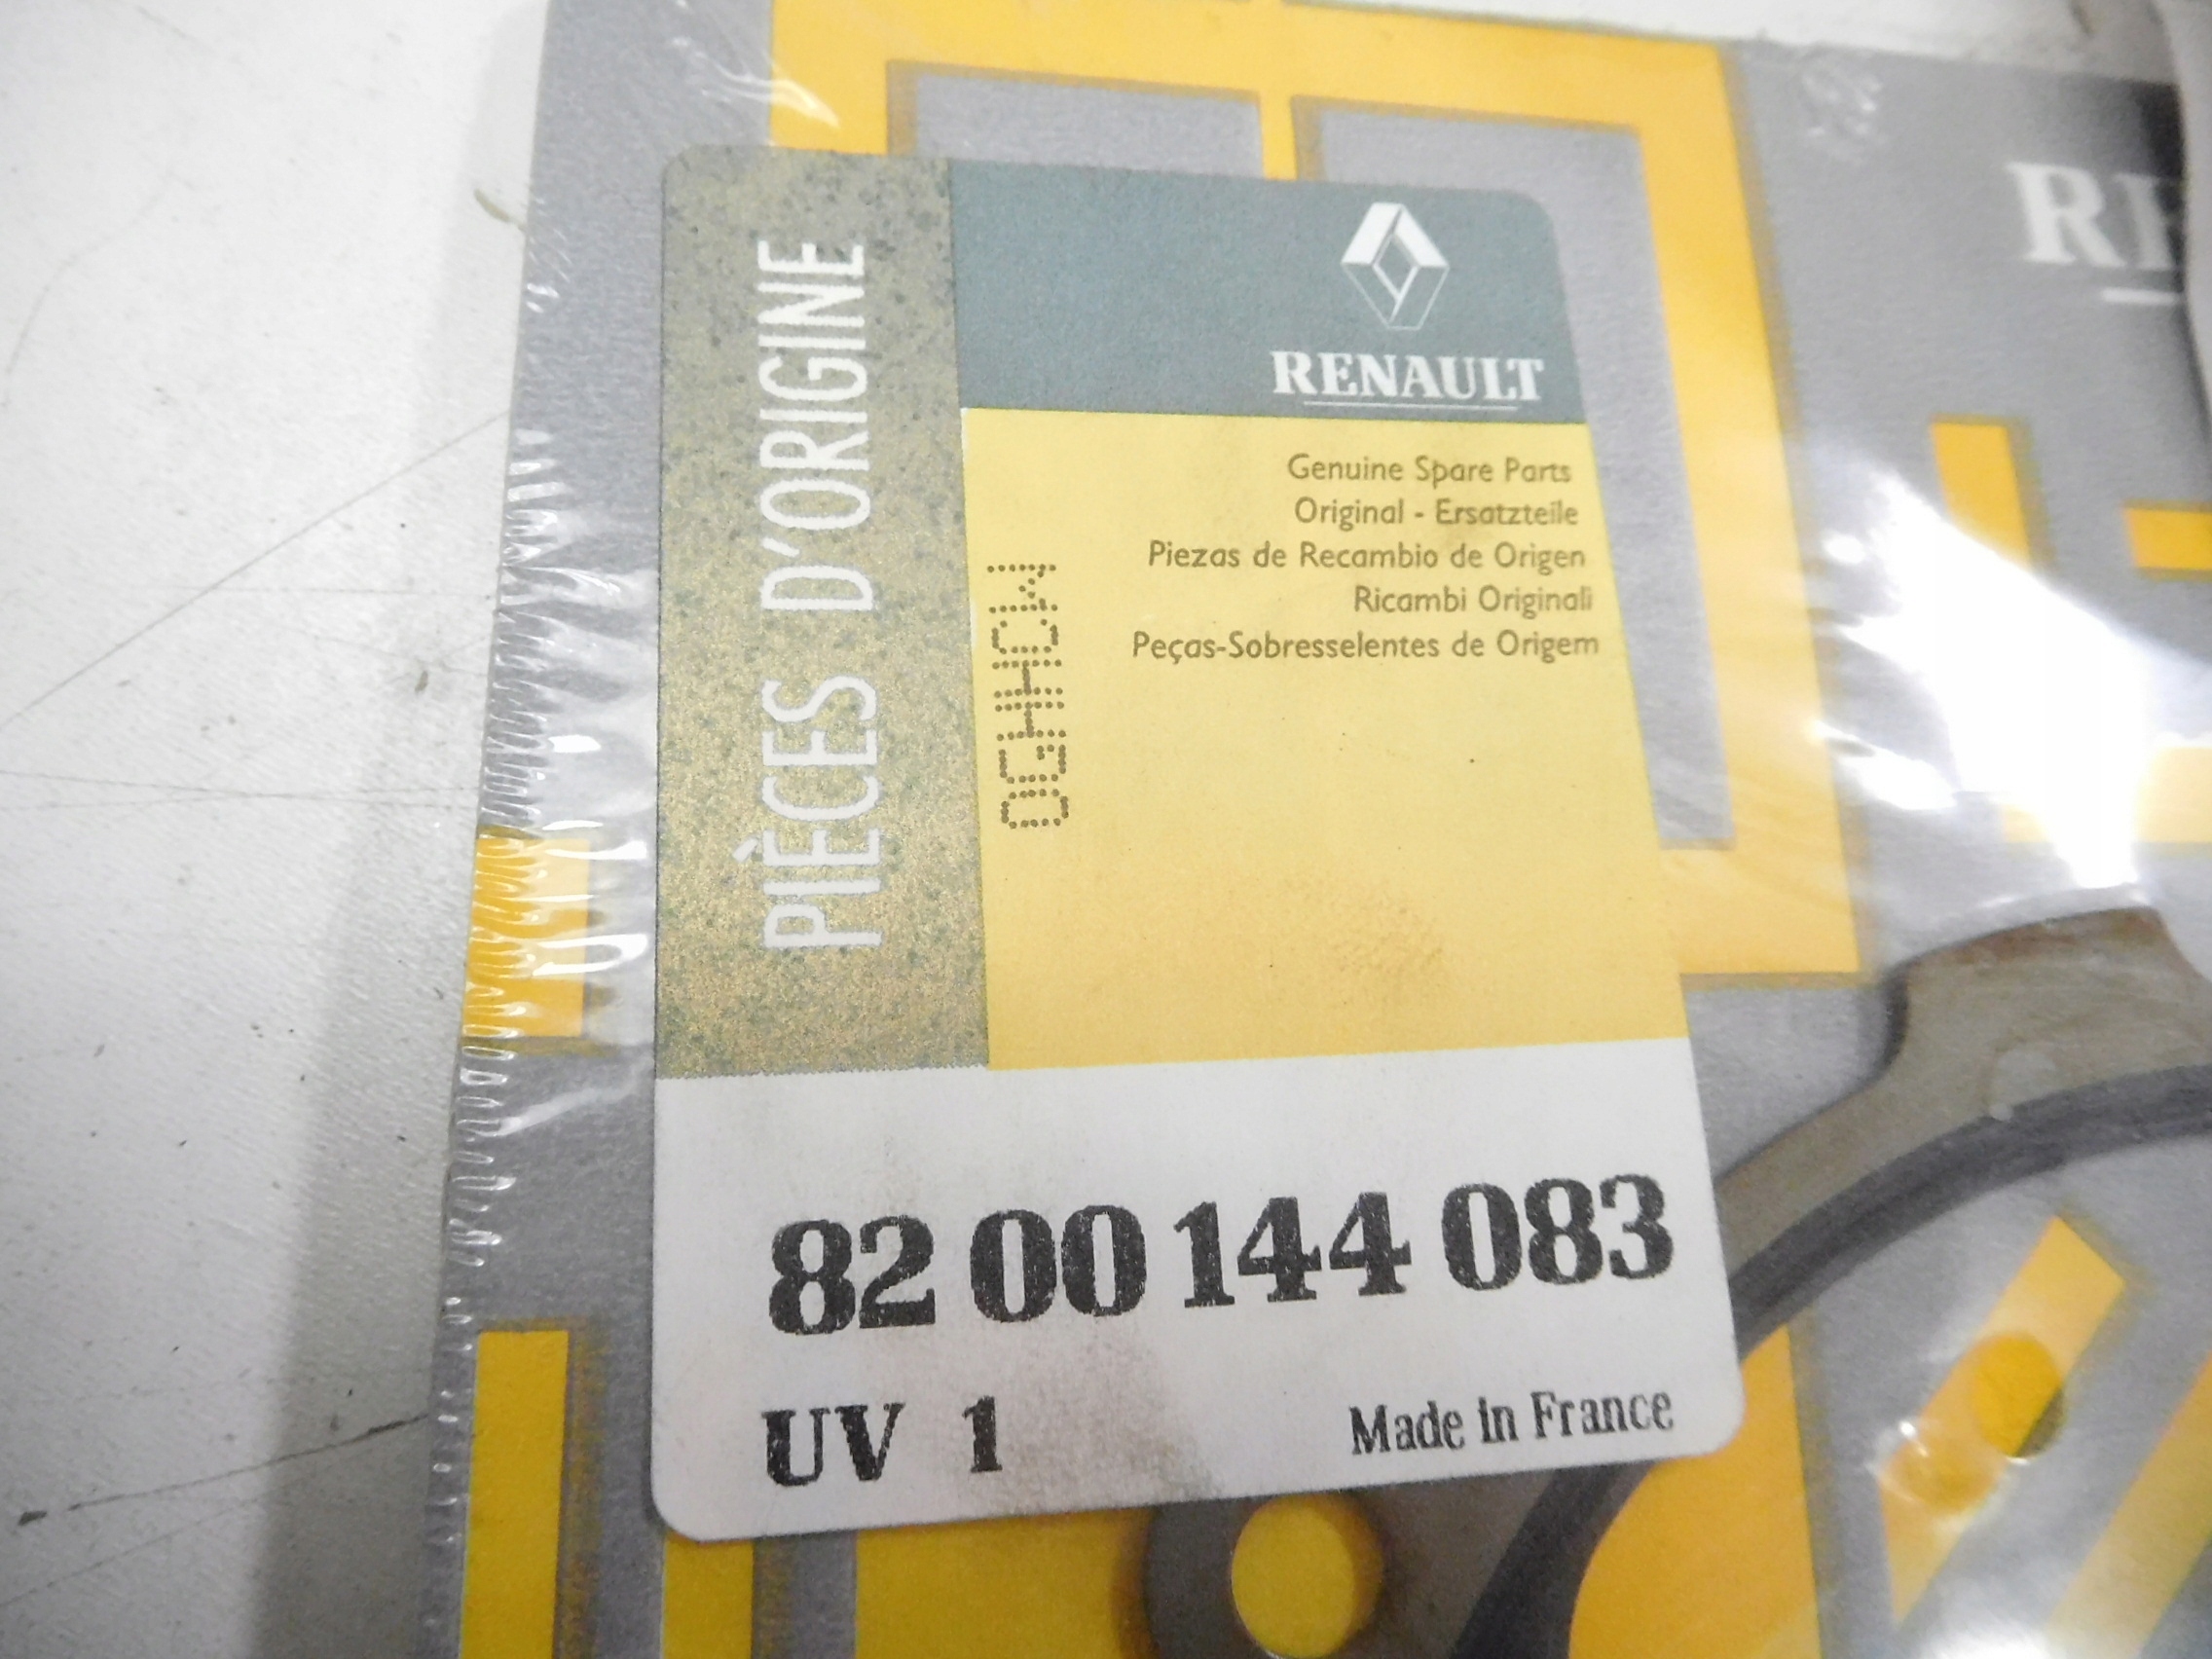 PIÈCES D'ORIGINE
RENAULT
Genuine Spare Parts
Original - Ersatzteile
Piezas de Recambio de Origen
Ricambi Originali
Peças-Sobresselentes de Origem
82 00 144 083
UV 1
Made in France